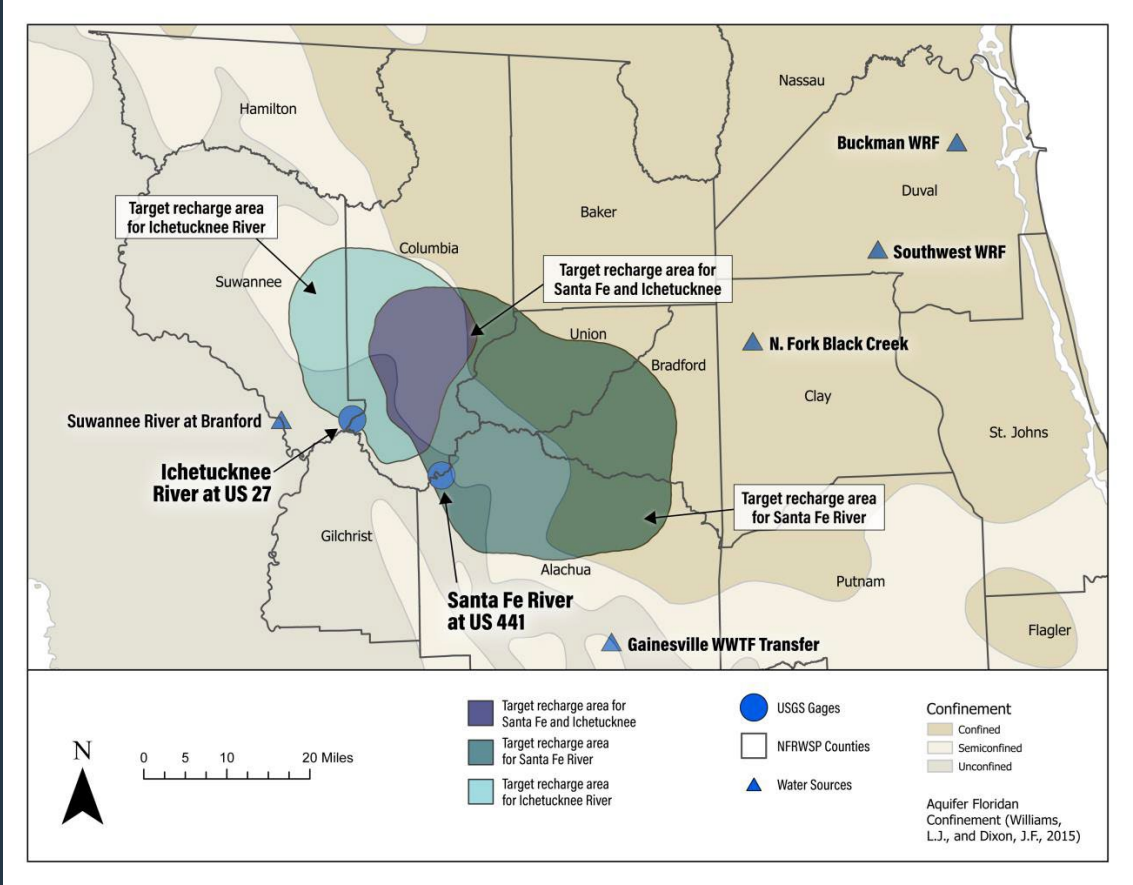 Nassau
Hamilton
Buckman WRF
Duval
Target recharge area
for Ichetucknee River
Baker
Columbia
Southwest WRF
Target recharge area for
Santa Fe and Ichetucknee
Suwannee
Union
N. Fork Black Creek
Bradford
Clay
Suwannee River at Branford
St. Johns
Ichetucknee
River at US 27
Target recharge area
for Santa Fe River
Gilchrist
Alachua
Putnam
Santa Fe River
at US 441
Flagler
Gainesville WWTF Transfer
N
0 5 10 20 Miles
Target recharge area for
Santa Fe and Ichetucknee
Target recharge area
for Santa Fe River
Target recharge area
for Ichetucknee River
USGS Gages
NFRWSP Counties
Water Sources
Confinement
Confined
Semiconfined
Unconfined
Aquifer Floridan
Confinement (Williams,
L.J., and Dixon, J.F., 2015)